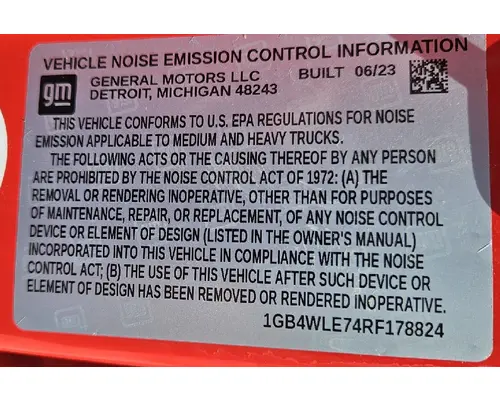 VEHICLE NOISE EMISSION CONTROL INFORMATION
gm
GENERAL MOTORS LLC BUILT 06/23
DETROIT, MICHIGAN 48243
THIS VEHICLE CONFORMS TO U.S. EPA REGULATIONS FOR NOISE
EMISSION APPLICABLE TO MEDIUM AND HEAVY TRUCKS.
THE FOLLOWING ACTS OR THE CAUSING THEREOF BY ANY PERSON
ARE PROHIBITED BY THE NOISE CONTROL ACT OF 1972: (A) THE
REMOVAL OR RENDERING INOPERATIVE, OTHER THAN FOR PURPOSES
OF MAINTENANCE, REPAIR, OR REPLACEMENT, OF ANY NOISE CONTROL
DEVICE OR ELEMENT OF DESIGN (LISTED IN THE OWNER'S MANUAL)
INCORPORATED INTO THIS VEHICLE IN COMPLIANCE WITH THE NOISE
CONTROL ACT; (B) THE USE OF THIS VEHICLE AFTER SUCH DEVICE OR
ELEMENT OF DESIGN HAS BEEN REMOVED OR RENDERED INOPERATIVE.
1GB4WLE74RF178824